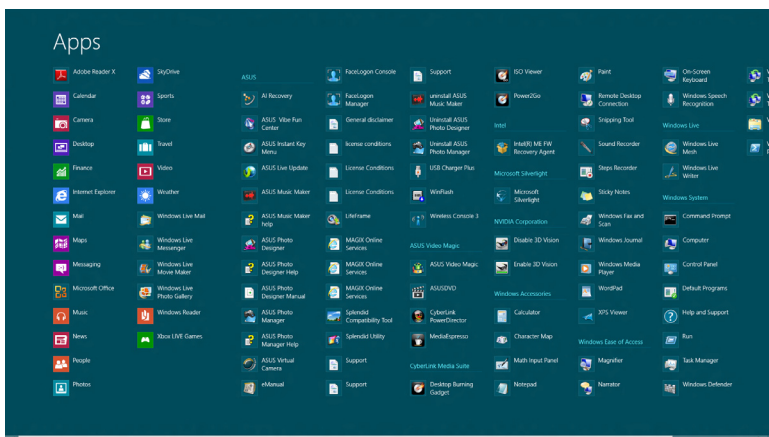 Apps
Adobe Reader X
Calendar
Camera
Desktop
Finance
Internet Explorer
Mail
Maps
Messaging
Microsoft Office
Music
News
People
Photos
SkyDrive
Sports
Store
Travel
Video
Weather
Windows Live Mail
Windows Live
Messenger
Windows Live
Movie Maker
Windows Live
Photo Gallery
Windows Reader
Xbox LIVE Games
ASUS
AI Recovery
ASUS Vibe Fun
Center
ASUS Instant Key
Menu
ASUS Live Update
ASUS Music Maker
ASUS Music Maker
help
ASUS Photo
Designer
ASUS Photo
Designer Help
ASUS Photo
Designer Manual
ASUS Photo
Manager
ASUS Photo
Manager Help
ASUS Virtual
Camera
eManual
FaceLogon Console
FaceLogon
Manager
General disclaimer
license conditions
License Conditions
License Conditions
LifeFrame
MAGIX Online
Services
MAGIX Online
Services
MAGIX Online
Services
Splendid
Compatibility Tool
Splendid Utility
Support
Support
Support
uninstall ASUS
Music Maker
Uninstall ASUS
Photo Designer
Uninstall ASUS
Photo Manager
USB Charger Plus
WinFlash
Wireless Console 3
ASUS Video Magic
ASUS Video Magic
ASUSDVD
CyberLink
PowerDirector
MediaEspresso
CyberLink Media Suite
Desktop Burning
Gadget
ISO Viewer
Power2Go
Intel
Intel(R) ME FW
Recovery Agent
Microsoft Silverlight
Microsoft
Silverlight
NVIDIA Corporation
Disable 3D Vision
Enable 3D Vision
Windows Accessories
Calculator
Character Map
Math Input Panel
Notepad
Paint
Remote Desktop
Connection
Snipping Tool
Sound Recorder
Steps Recorder
Sticky Notes
Windows Fax and
Scan
Windows Journal
Windows Media
Player
WordPad
XPS Viewer
Windows Ease of Access
Magnifier
Narrator
On-Screen
Keyboard
Windows Speech
Recognition
Windows Live
Windows Live
Mesh
Windows Live
Writer
Windows System
Command Prompt
Computer
Control Panel
Default Programs
Help and Support
Run
Task Manager
Windows Defender